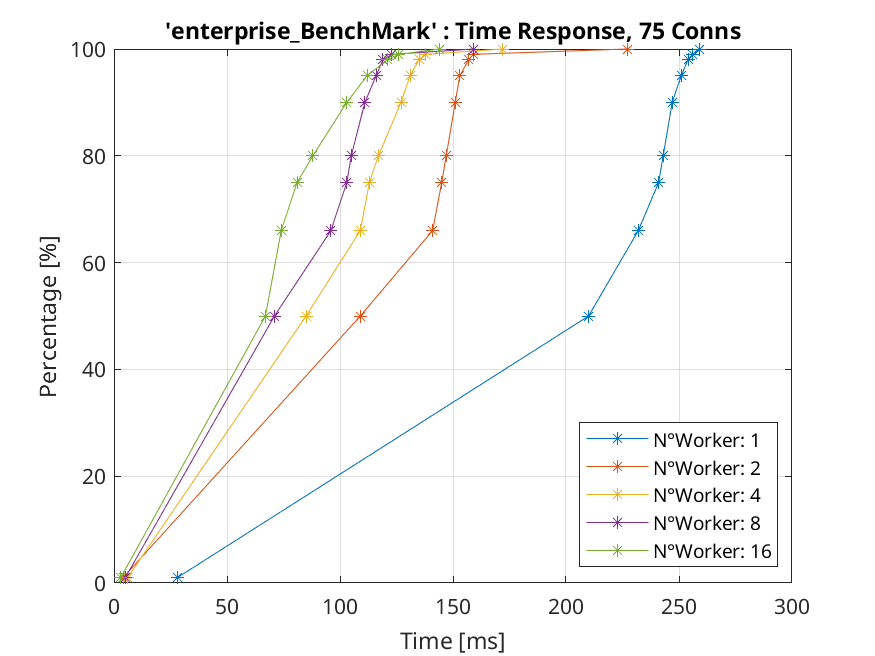 'enterprise_BenchMark' : Time Response, 75 Conns
100
80
60
40
20
0
Percentage [%]
0 50 100 150 200 250 300
Time [ms]
N°Worker: 1
N°Worker: 2
N°Worker: 4
N°Worker: 8
N°Worker: 16